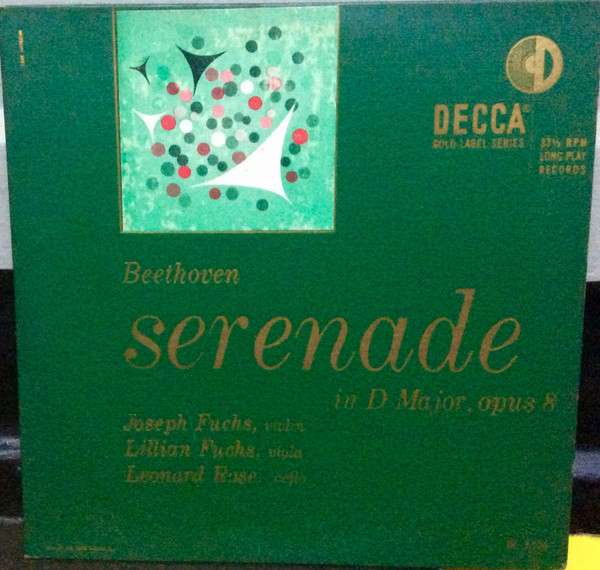 DECCA
GOLD LABEL SERIES
33⅓ RPM
LONG PLAY
RECORDS
Beethoven
serenade
in D Major, opus 8
Joseph Fuchs, violin
Lillian Fuchs, viola
Leonard Rose, cello